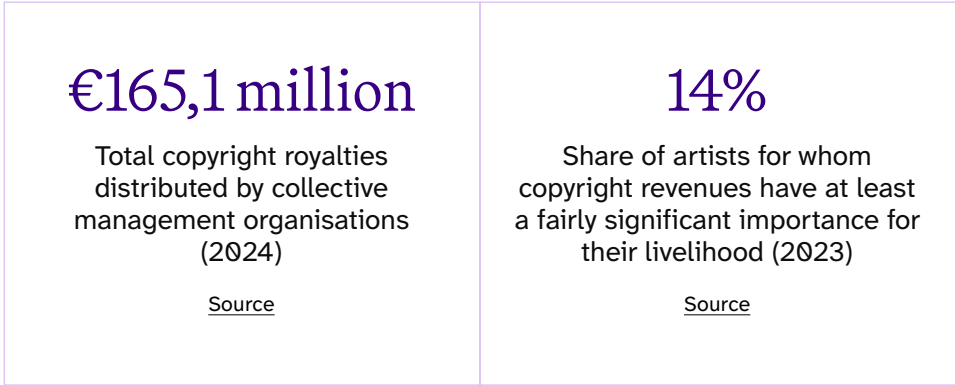 €165,1 million
Total copyright royalties
distributed by collective
management organisations
(2024)
Source
14%
Share of artists for whom
copyright revenues have at least
a fairly significant importance for
their livelihood (2023)
Source